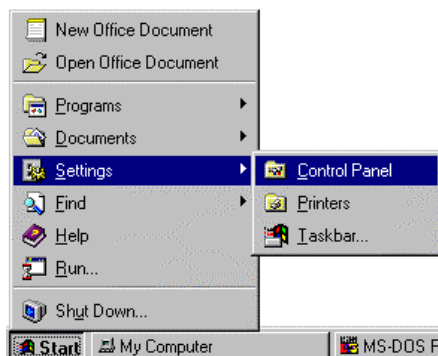 New Office Document
Open Office Document
Programs
Documents
Settings
Control Panel
Find
Printers
Help
Taskbar...
Run...
Shut Down...
Start
My Computer
MS-DOS